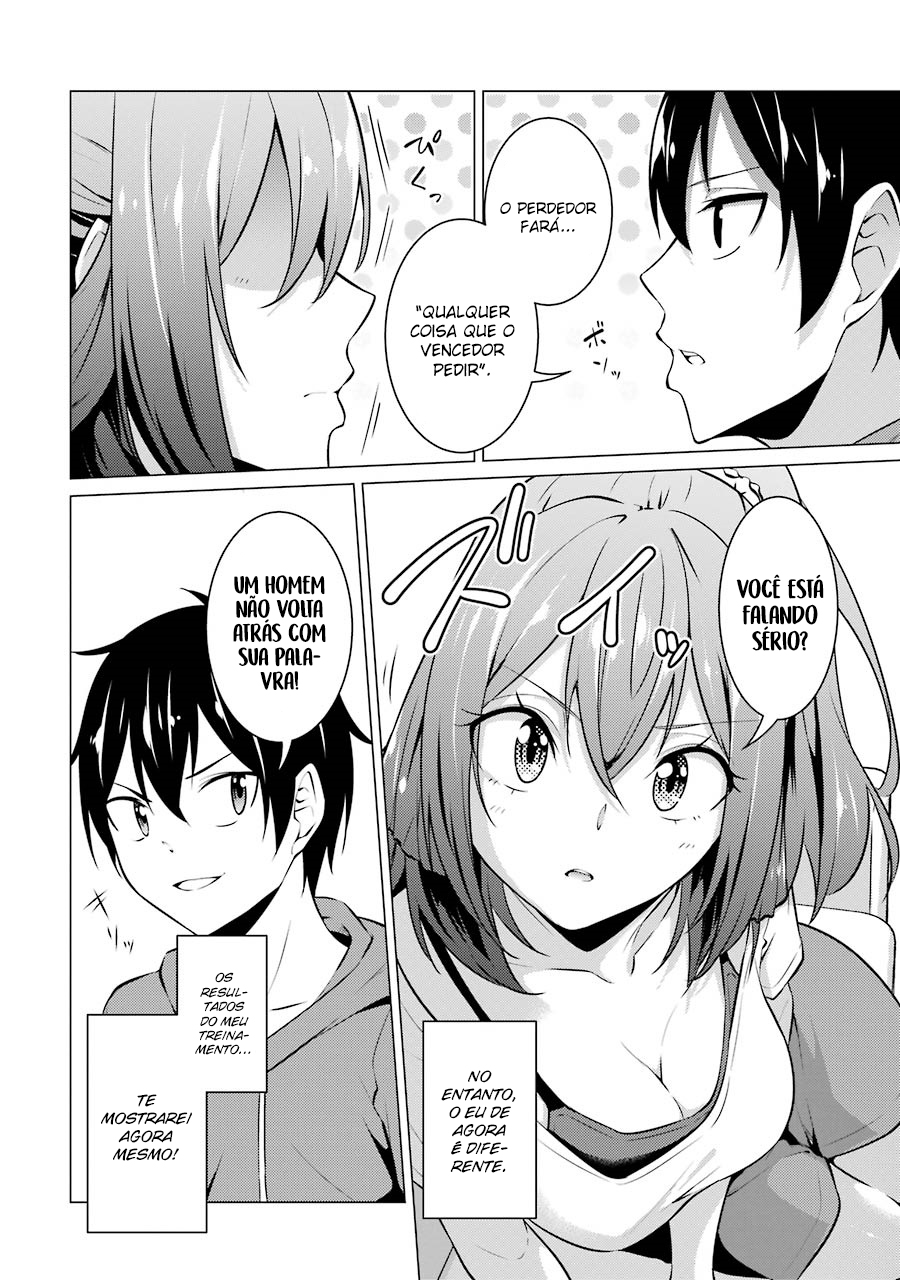 O PERDEDOR
FARÁ...
ボソッ
"QUALQUER
COISA QUE O
VENCEDOR
PEDIR".
ぴくっ
VOCÊ ESTÁ
FALANDO
SÉRIO?
ズイッ
NO
ENTANTO,
O EU DE
AGORA
É DIFE-
RENTE.
UM HOMEM
NÃO VOLTA
ATRÁS COM
SUA PALA-
VRA!
OS
RESUL-
TADOS
DO MEU
TREINA-
MENTO...
TE
MOSTRAREI
AGORA
MESMO!